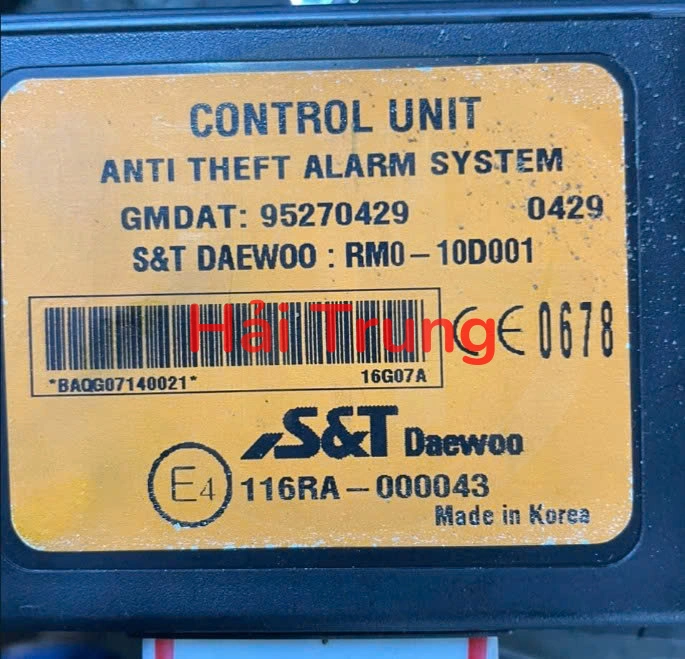 CONTROL UNIT
ANTI THEFT ALARM SYSTEM
GMDAT: 95270429 0429
S&T DAEWOO : RM0-10D001
Hải Trung
CE 0678
*BAQG07140021* 16G07A
S&T Daewoo
E4 116RA-000043
Made in Korea